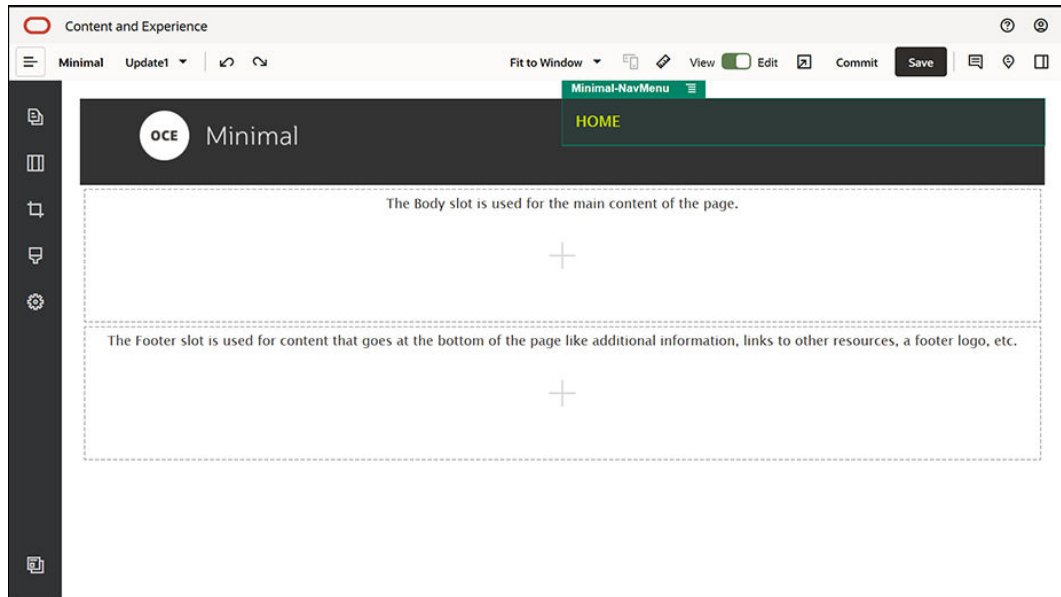 Content and Experience
Minimal Update1 Fit to Window View Edit Commit Save
Minimal-NavMenu
OCE Minimal HOME
The Body slot is used for the main content of the page.
The Footer slot is used for content that goes at the bottom of the page like additional information, links to other resources, a footer logo, etc.